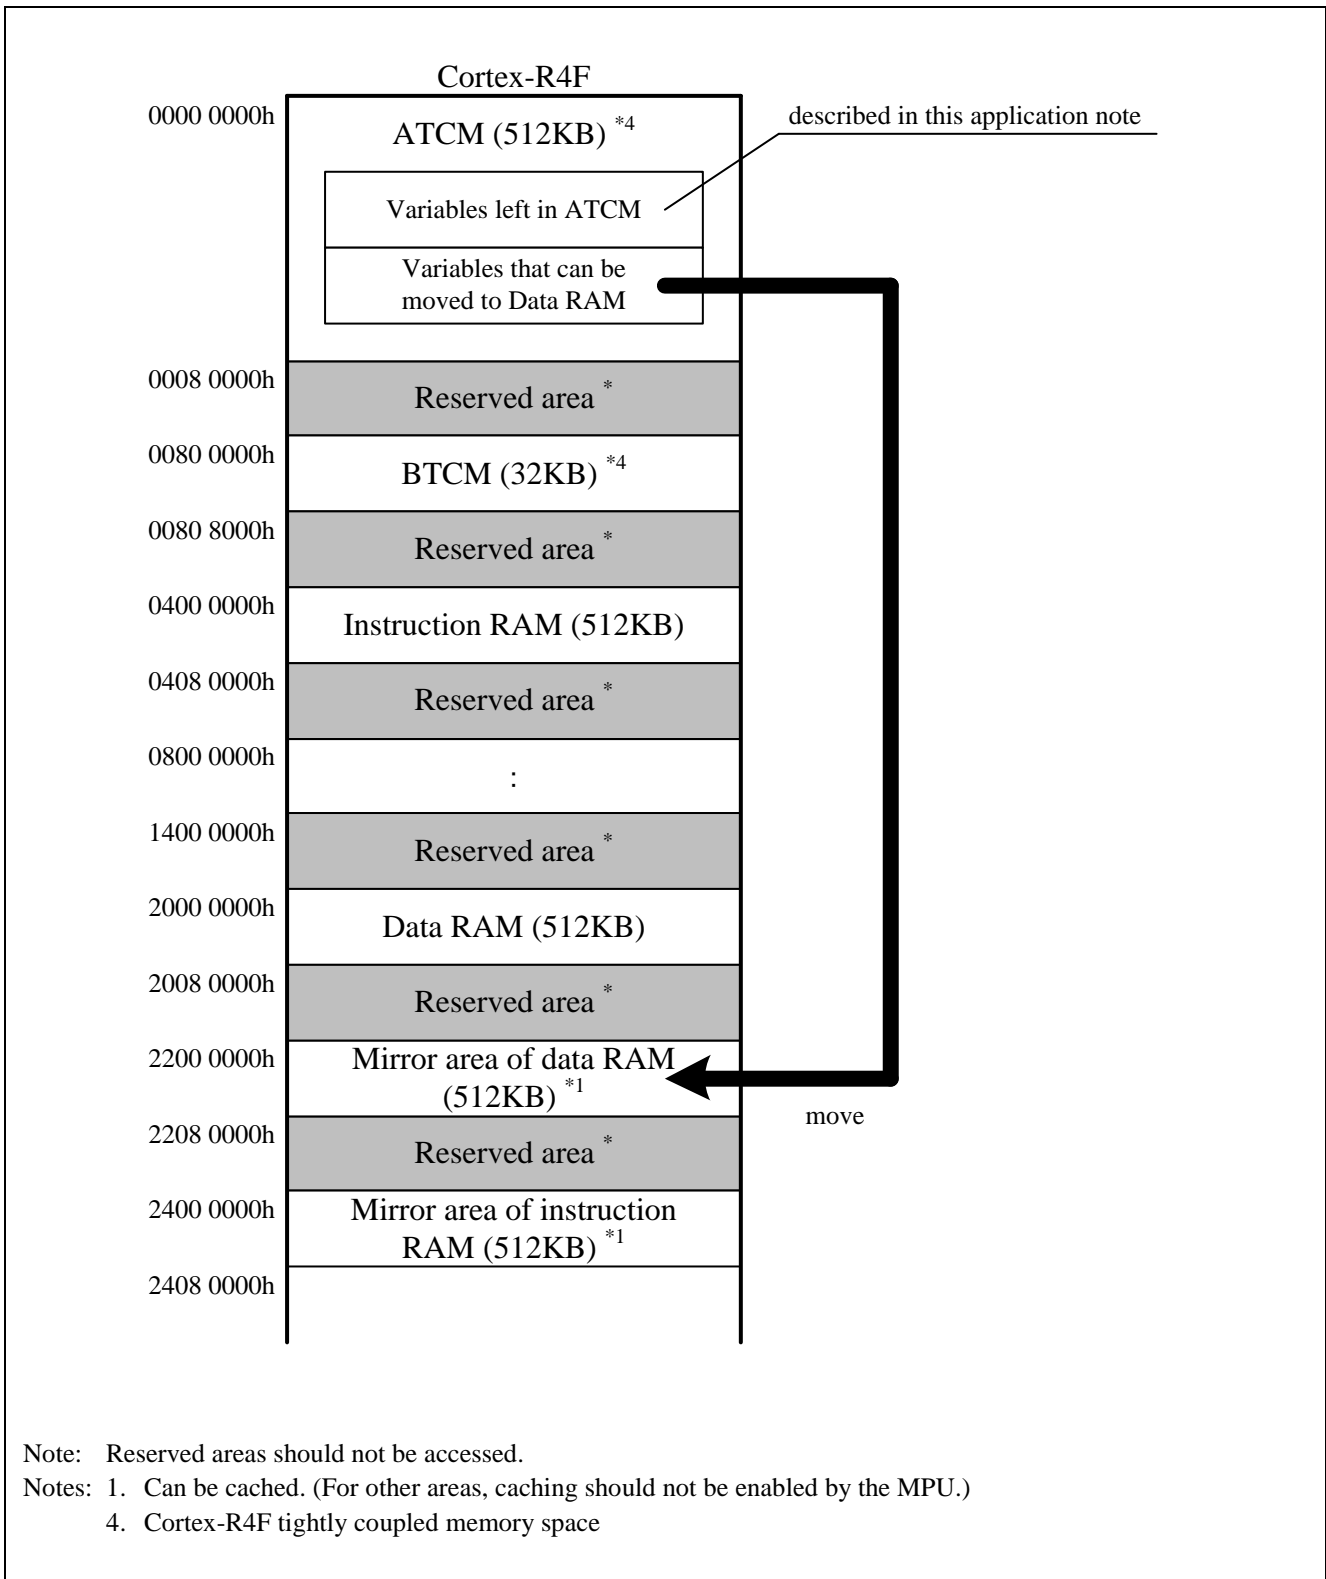 Cortex-R4F
0000 0000h
ATCM (512KB) *4
described in this application note
Variables left in ATCM
Variables that can be
moved to Data RAM
0008 0000h
Reserved area *
0080 0000h
BTCM (32KB) *4
0080 8000h
Reserved area *
0400 0000h
Instruction RAM (512KB)
0408 0000h
Reserved area *
0800 0000h
:
1400 0000h
Reserved area *
2000 0000h
Data RAM (512KB)
2008 0000h
Reserved area *
2200 0000h
Mirror area of data RAM
(512KB) *1
move
2208 0000h
Reserved area *
2400 0000h
Mirror area of instruction
RAM (512KB) *1
2408 0000h
Note: Reserved areas should not be accessed.
Notes: 1. Can be cached. (For other areas, caching should not be enabled by the MPU.)
4. Cortex-R4F tightly coupled memory space